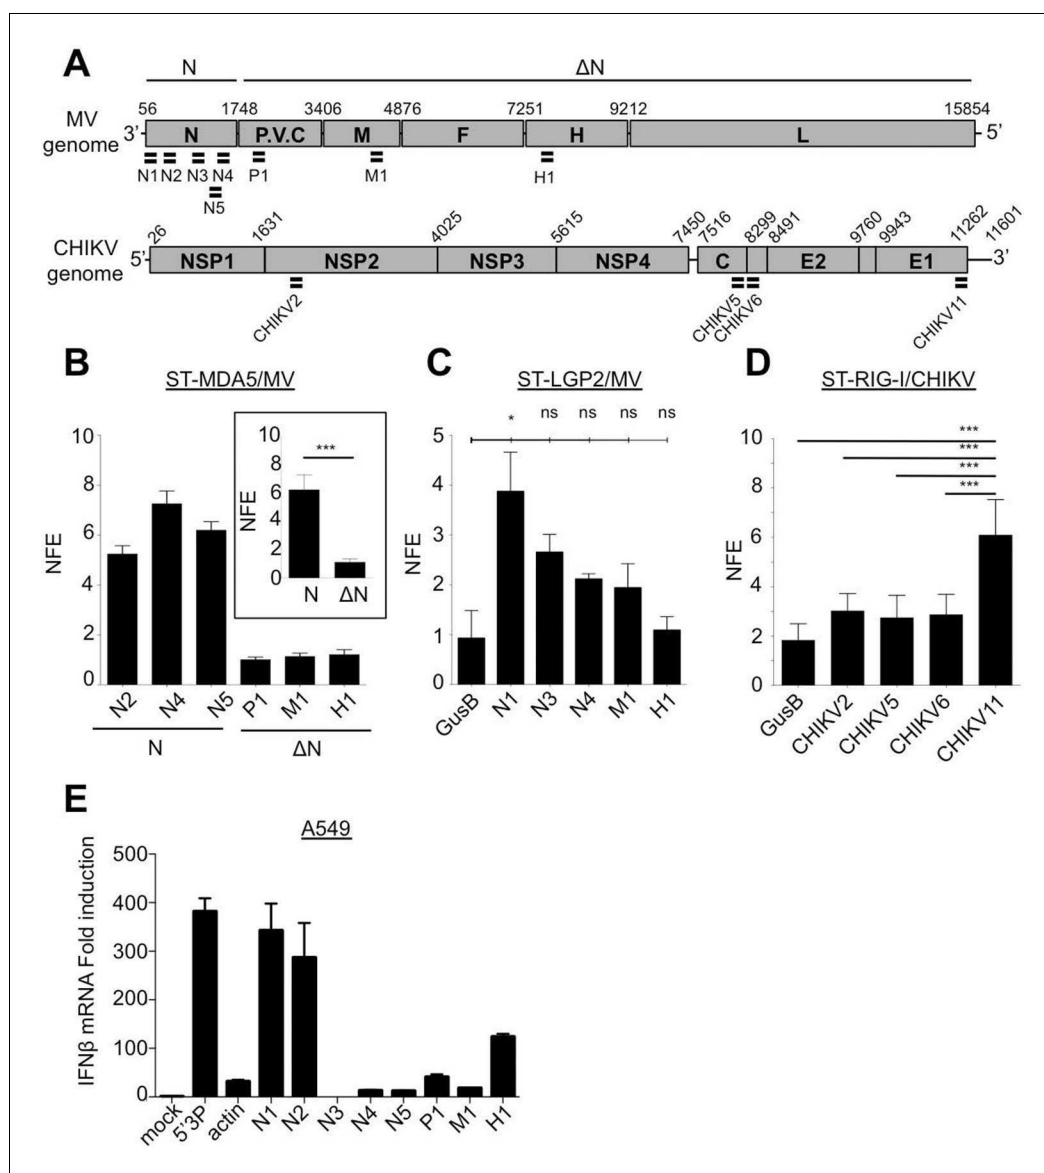 A
N ΔN
56 1748 3406 4876 7251 9212 15854
MV genome 3' N P.V.C M F H L 5'
N1 N2 N3 N4 P1 M1 H1
N5
26 1631 4025 5615 7450 7516 8299 8491 9760 9943 11262 11601
CHIKV genome 5' NSP1 NSP2 NSP3 NSP4 C E2 E1 3'
CHIKV2 CHIKV5 CHIKV6 CHIKV11
B
ST-MDA5/MV
NFE
10
8
6
4
2
0
N2 N4 N5 P1 M1 H1
N ΔN
NFE
10
8
6
4
2
0
***
N ΔN
C
ST-LGP2/MV
* ns ns ns ns
NFE
5
4
3
2
1
0
GusB N1 N3 N4 M1 H1
D
ST-RIG-I/CHIKV
***
***
***
***
NFE
10
8
6
4
2
0
GusB CHIKV2 CHIKV5 CHIKV6 CHIKV11
E
A549
IFNβ mRNA Fold induction
500
400
300
200
100
0
mock 5'3P actin N1 N2 N3 N4 N5 P1 M1 H1